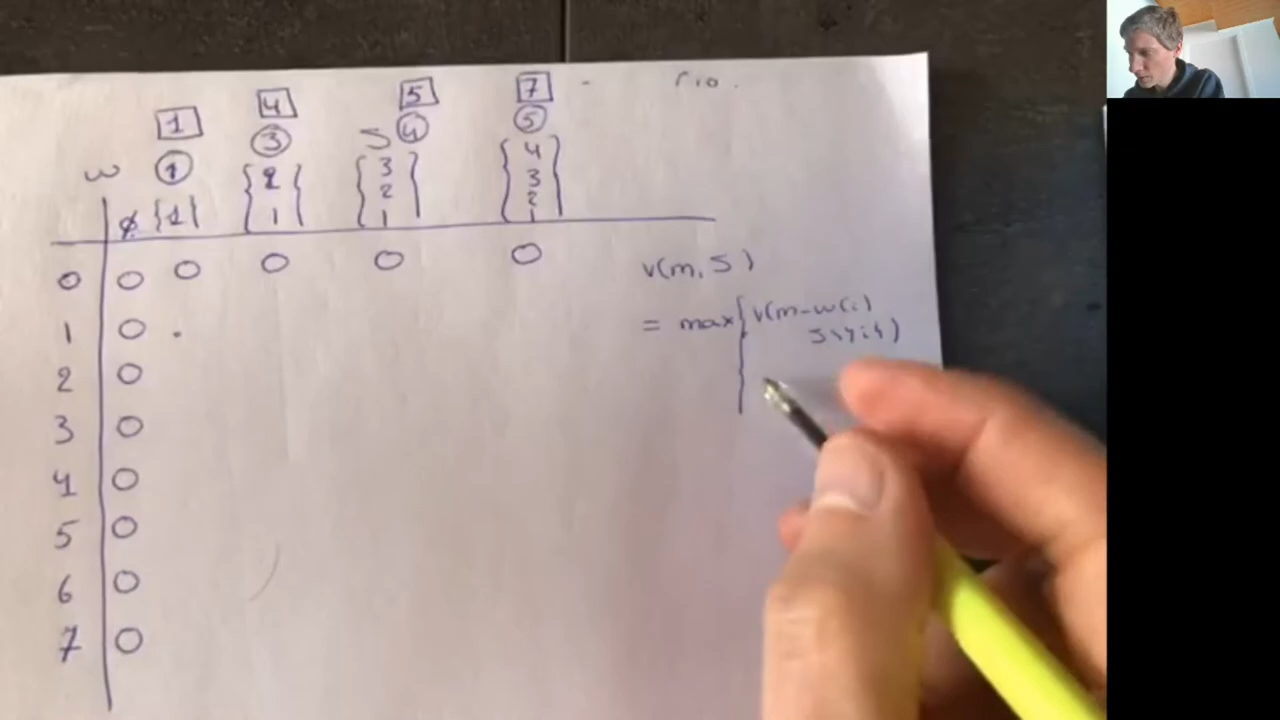 1 4 5 7
1 3 5 4 5
w ∅ {1} {2 1} {3 2 1} {4 3 2 1}
0 0 0 0 0 0
1 0 .
2 0
3 0
4 0
5 0
6 0
7 0
v(m, S)
= max { v(m-w(i)
S\{i})